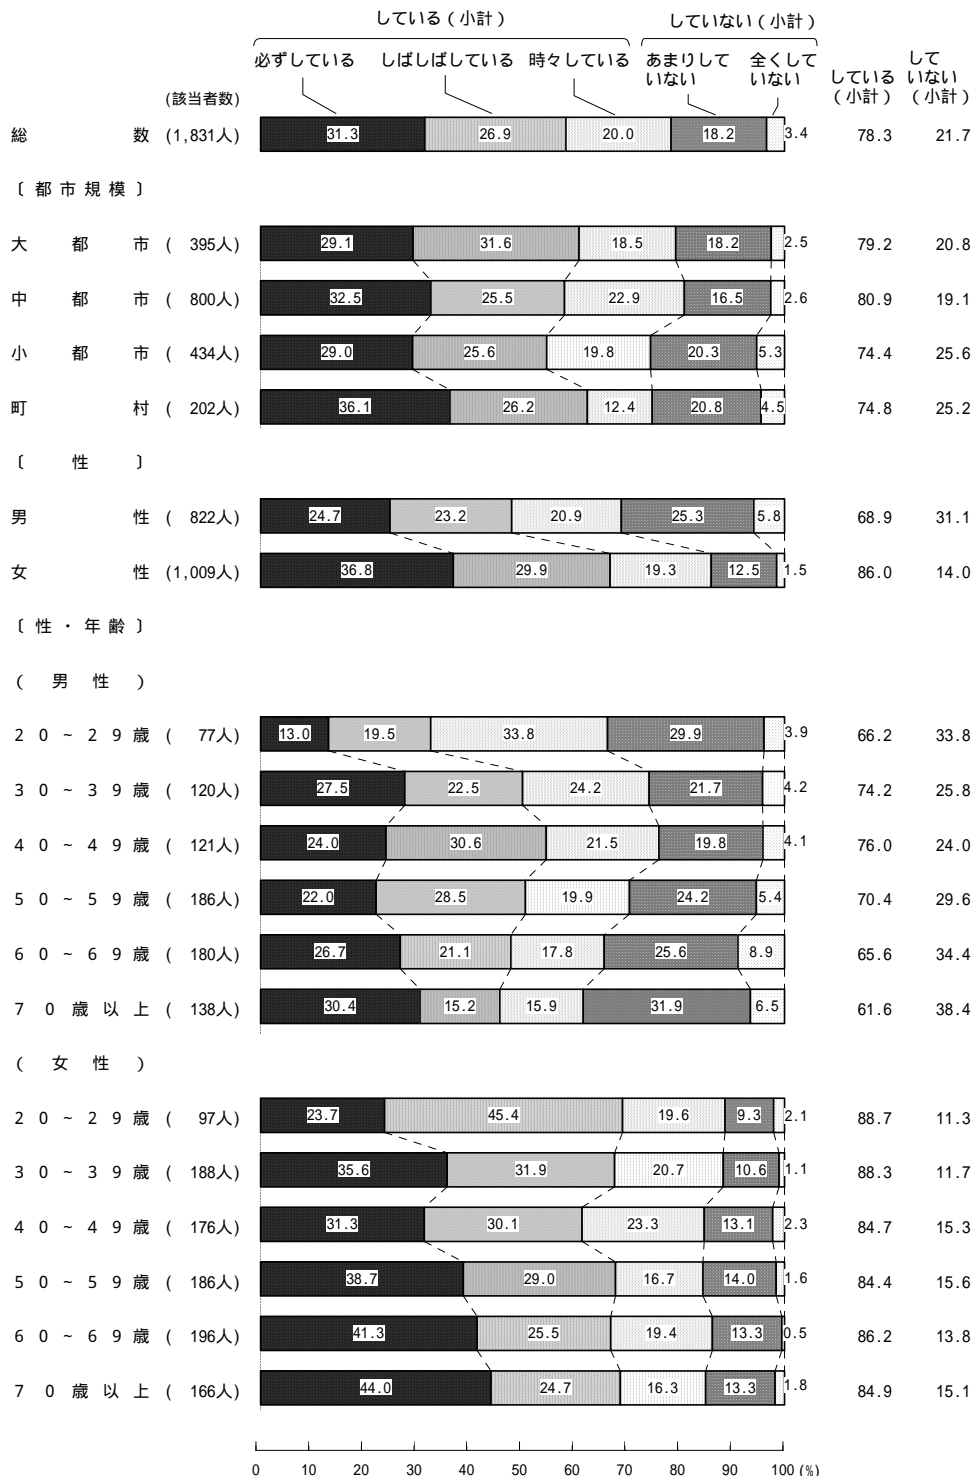 している（小計）　していない（小計）
必ずしている　しばしばしている　時々している　あまりしていない　全くしていない　している（小計）　していない（小計）
(該当者数)
総数 (1,831人) 31.3 26.9 20.0 18.2 3.4 78.3 21.7
〔都市規模〕
大都市 ( 395人) 29.1 31.6 18.5 18.2 2.5 79.2 20.8
中都市 ( 800人) 32.5 25.5 22.9 16.5 2.6 80.9 19.1
小都市 ( 434人) 29.0 25.6 19.8 20.3 5.3 74.4 25.6
町村 ( 202人) 36.1 26.2 12.4 20.8 4.5 74.8 25.2
〔性〕
男性 ( 822人) 24.7 23.2 20.9 25.3 5.8 68.9 31.1
女性 (1,009人) 36.8 29.9 19.3 12.5 1.5 86.0 14.0
〔性・年齢〕
(男性)
20~29歳 ( 77人) 13.0 19.5 33.8 29.9 3.9 66.2 33.8
30~39歳 ( 120人) 27.5 22.5 24.2 21.7 4.2 74.2 25.8
40~49歳 ( 121人) 24.0 30.6 21.5 19.8 4.1 76.0 24.0
50~59歳 ( 186人) 22.0 28.5 19.9 24.2 5.4 70.4 29.6
60~69歳 ( 180人) 26.7 21.1 17.8 25.6 8.9 65.6 34.4
70歳以上 ( 138人) 30.4 15.2 15.9 31.9 6.5 61.6 38.4
(女性)
20~29歳 ( 97人) 23.7 45.4 19.6 9.3 2.1 88.7 11.3
30~39歳 ( 188人) 35.6 31.9 20.7 10.6 1.1 88.3 11.7
40~49歳 ( 176人) 31.3 30.1 23.3 13.1 2.3 84.7 15.3
50~59歳 ( 186人) 38.7 29.0 16.7 14.0 1.6 84.4 15.6
60~69歳 ( 196人) 41.3 25.5 19.4 13.3 0.5 86.2 13.8
70歳以上 ( 166人) 44.0 24.7 16.3 13.3 1.8 84.9 15.1
0 10 20 30 40 50 60 70 80 90 100 (%)